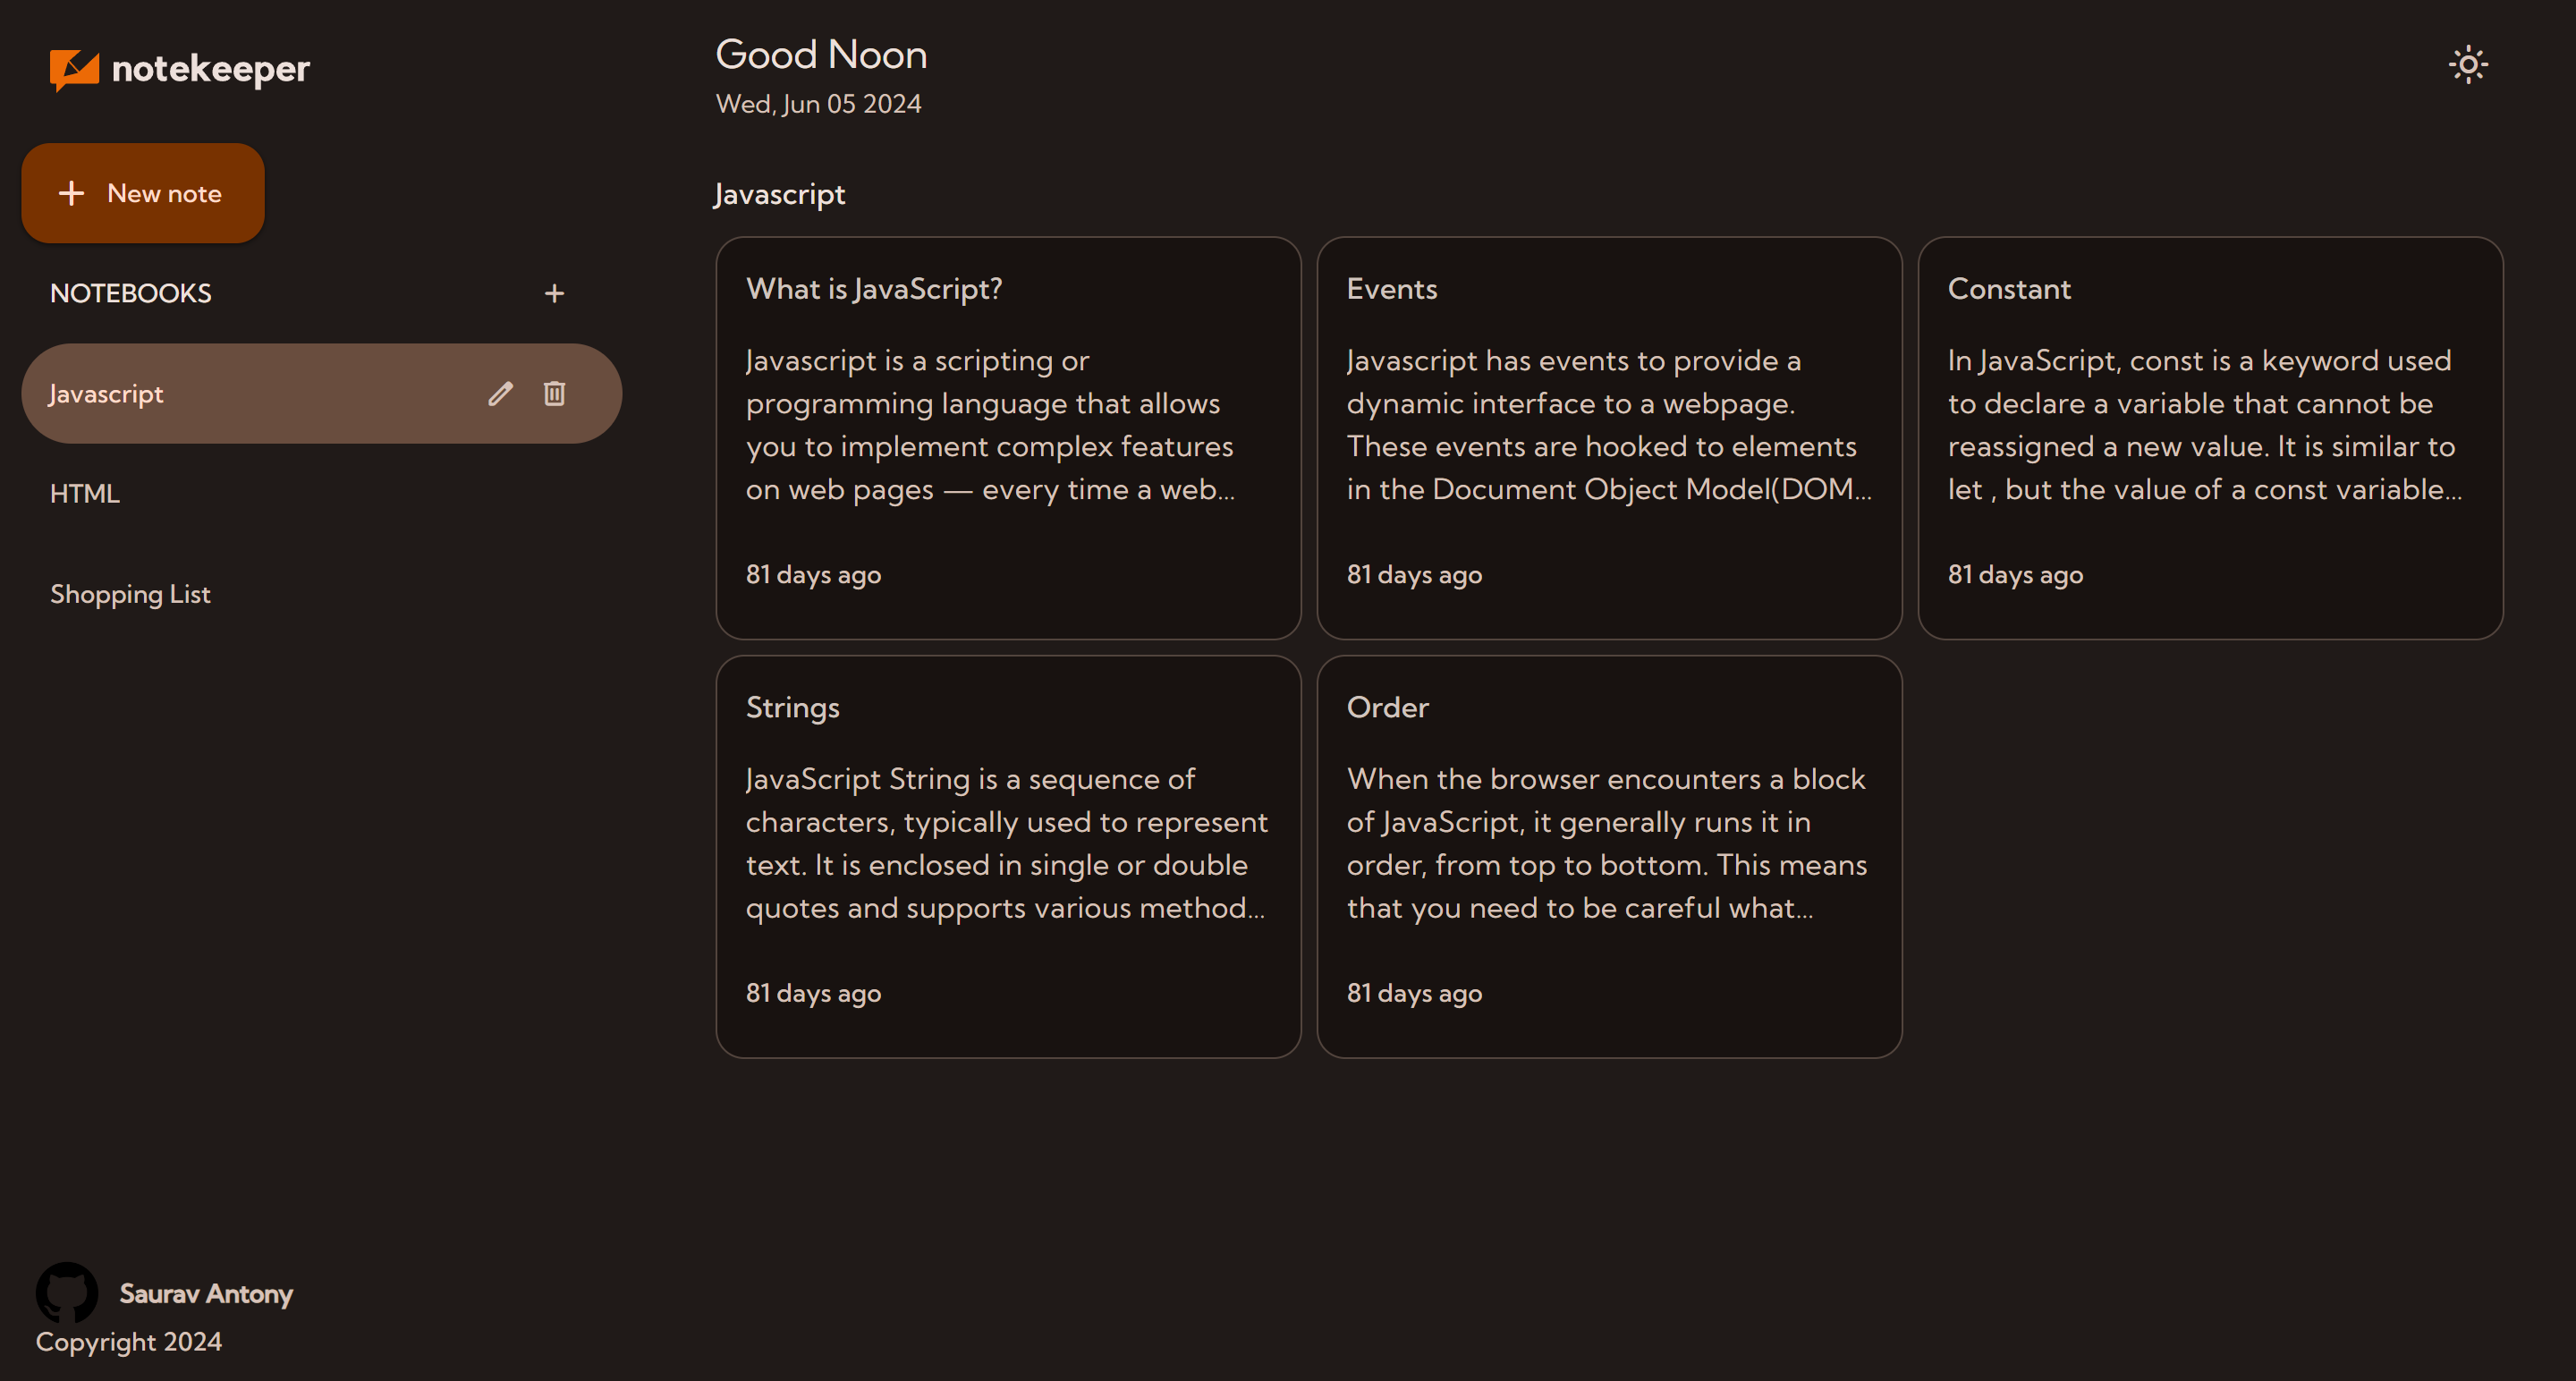 notekeeper
New note
NOTEBOOKS
Javascript
HTML
Shopping List
Saurav Antony
Copyright 2024
Good Noon
Wed, Jun 05 2024
Javascript
What is JavaScript?
Javascript is a scripting or
programming language that allows
you to implement complex features
on web pages — every time a web...
81 days ago
Events
Javascript has events to provide a
dynamic interface to a webpage.
These events are hooked to elements
in the Document Object Model(DOM...
81 days ago
Constant
In JavaScript, const is a keyword used
to declare a variable that cannot be
reassigned a new value. It is similar to
let , but the value of a const variable...
81 days ago
Strings
JavaScript String is a sequence of
characters, typically used to represent
text. It is enclosed in single or double
quotes and supports various method...
81 days ago
Order
When the browser encounters a block
of JavaScript, it generally runs it in
order, from top to bottom. This means
that you need to be careful what...
81 days ago